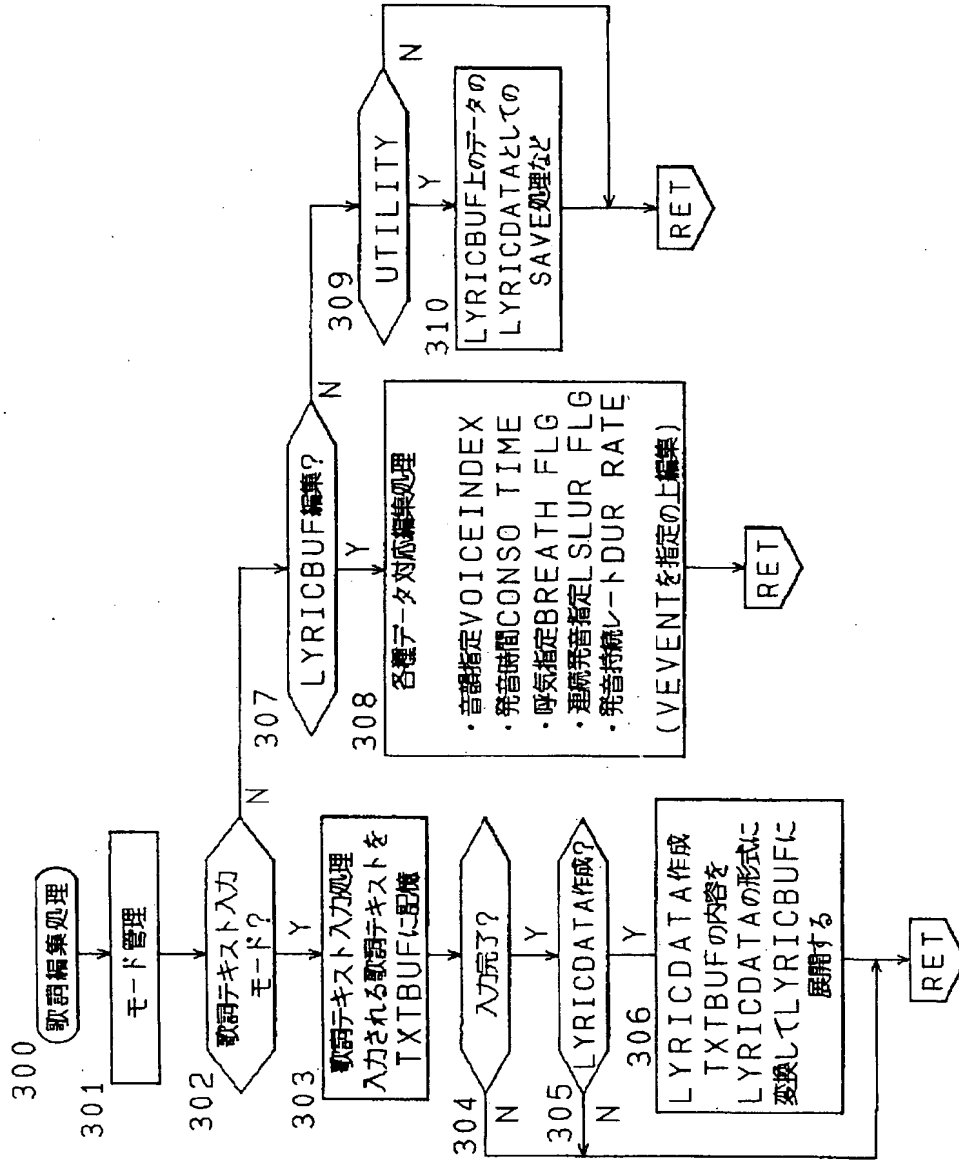 300
歌詞編集処理
301
モード管理
302
歌詞テキスト入力
モード?
N
Y
303
歌詞テキスト入力処理
入力される歌詞テキストを
TXTBUFに記憶
304
入力完了?
N
Y
305
LYRICDATA作成?
N
Y
306
LYRICDATA作成
TXTBUFの内容を
LYRICDATAの形式に
変換してLYRICBUFに
展開する
RET
307
LYRICBUF編集?
N
Y
308
各種データ対応編集処理
・音韻指定VOICEINDEX
・発音時間CONSO TIME
・呼気指定BREATH FLG
・連続発音指定LSLUR FLG
・発音持続レートDUR RATE
(VEVENTを指定の上編集)
RET
309
UTILITY
N
Y
310
LYRICBUF上のデータの
LYRICDATAとしての
SAVE処理など
RET